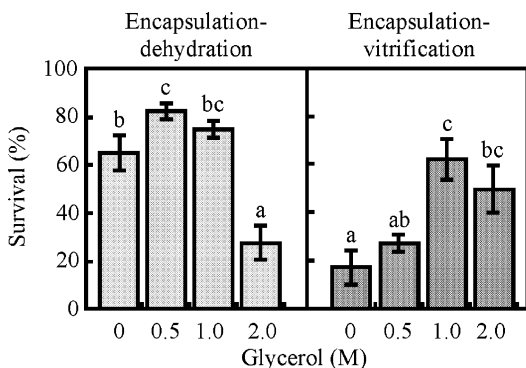 Encapsulation-
dehydration
Encapsulation-
vitrification
Survival (%)
100
80
60
40
20
0
b
c
bc
a
a
ab
c
bc
0 0.5 1.0 2.0
0 0.5 1.0 2.0
Glycerol (M)